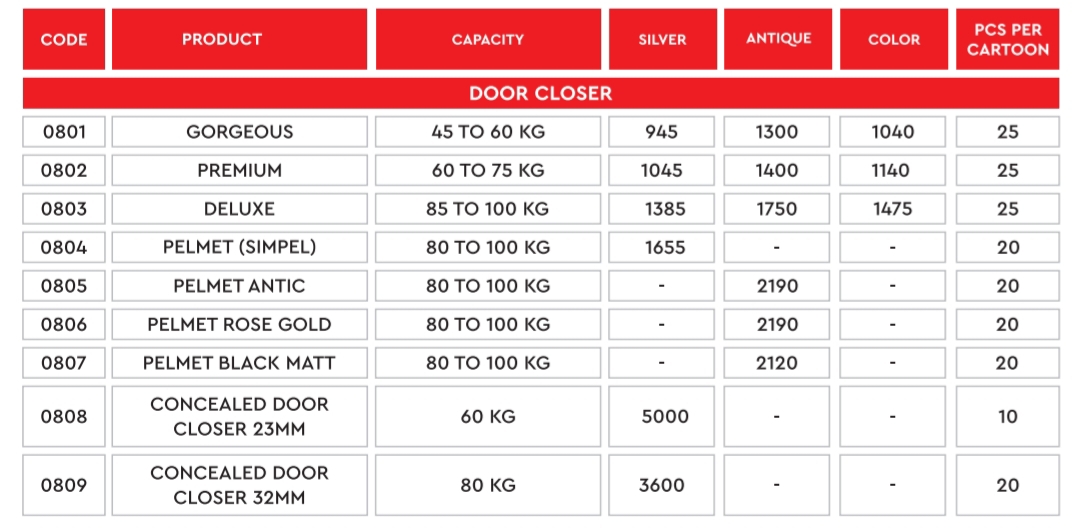 CODE PRODUCT CAPACITY SILVER ANTIQUE COLOR PCS PER CARTOON
DOOR CLOSER
0801 GORGEOUS 45 TO 60 KG 945 1300 1040 25
0802 PREMIUM 60 TO 75 KG 1045 1400 1140 25
0803 DELUXE 85 TO 100 KG 1385 1750 1475 25
0804 PELMET (SIMPEL) 80 TO 100 KG 1655 - - 20
0805 PELMET ANTIC 80 TO 100 KG - 2190 - 20
0806 PELMET ROSE GOLD 80 TO 100 KG - 2190 - 20
0807 PELMET BLACK MATT 80 TO 100 KG - 2120 - 20
0808 CONCEALED DOOR CLOSER 23MM 60 KG 5000 - - 10
0809 CONCEALED DOOR CLOSER 32MM 80 KG 3600 - - 20